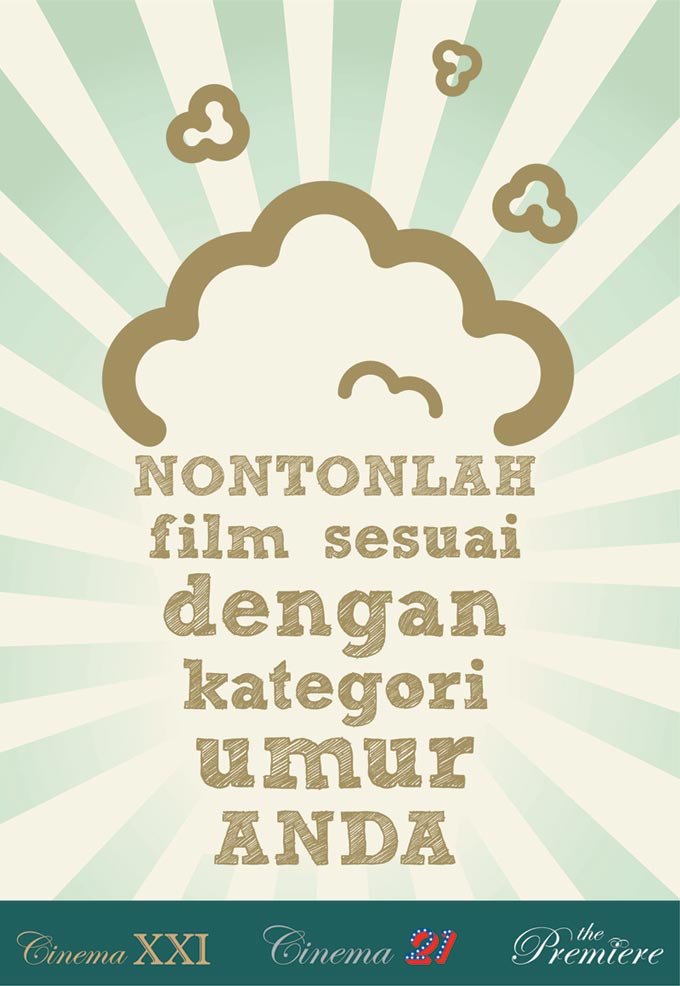 NONTONLAH
film sesuai
dengan
kategori
umur
ANDA
Cinema XXI
Cinema 21
the
Premiere